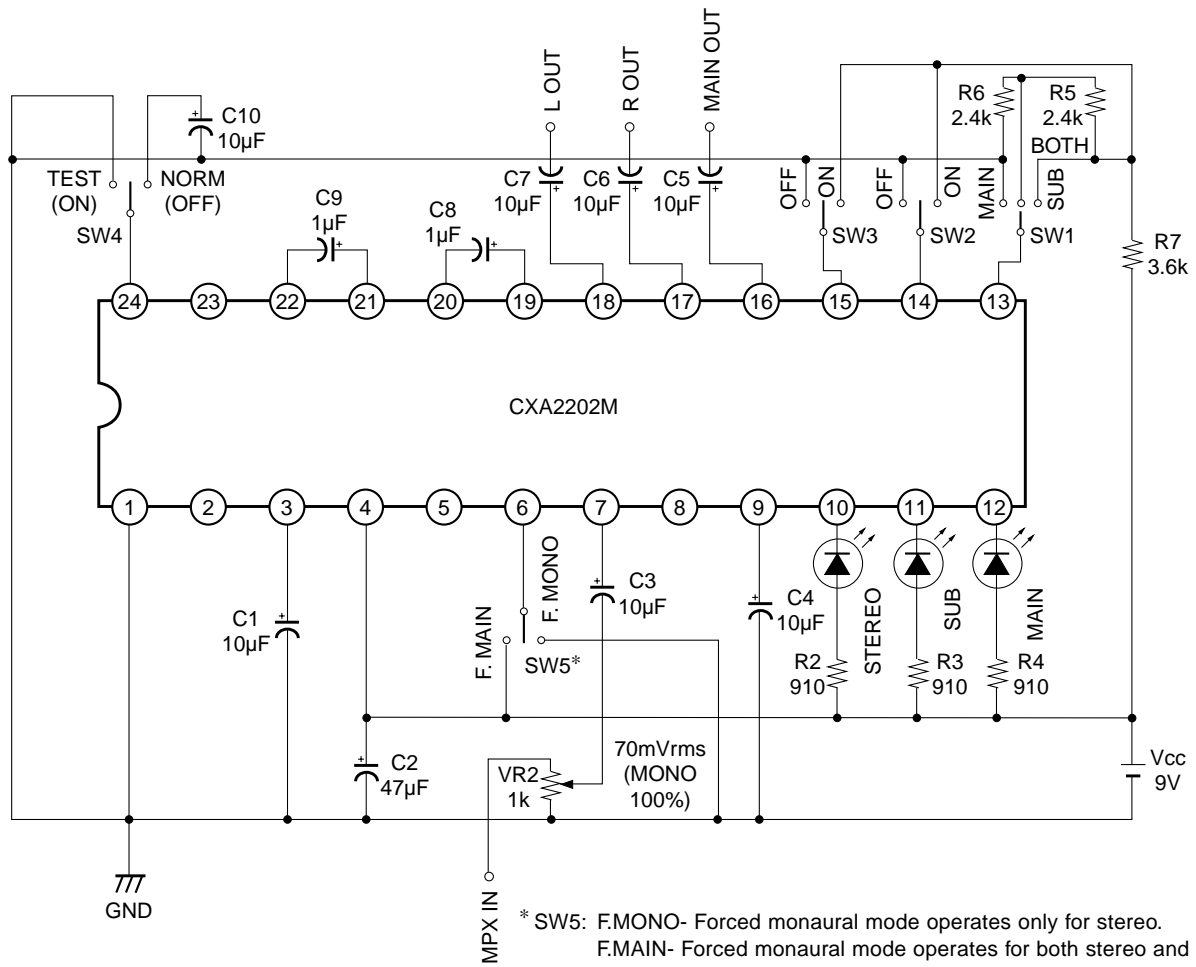 L OUT
R OUT
MAIN OUT
C10
10µF
R6
2.4k
R5
2.4k
BOTH
TEST
(ON)
NORM
(OFF)
SW4
C9
1µF
C8
1µF
C7
10µF
C6
10µF
C5
10µF
OFF
ON
SW3
OFF
ON
SW2
MAIN
SUB
SW1
R7
3.6k
24
23
22
21
20
19
18
17
16
15
14
13
CXA2202M
1
2
3
4
5
6
7
8
9
10
11
12
C1
10µF
F. MAIN
F. MONO
SW5*
C3
10µF
C4
10µF
STEREO
SUB
MAIN
R2
910
R3
910
R4
910
C2
47µF
VR2
1k
70mVrms
(MONO
100%)
Vcc
9V
GND
MPX IN
* SW5: F.MONO- Forced monaural mode operates only for stereo.
F.MAIN- Forced monaural mode operates for both stereo and